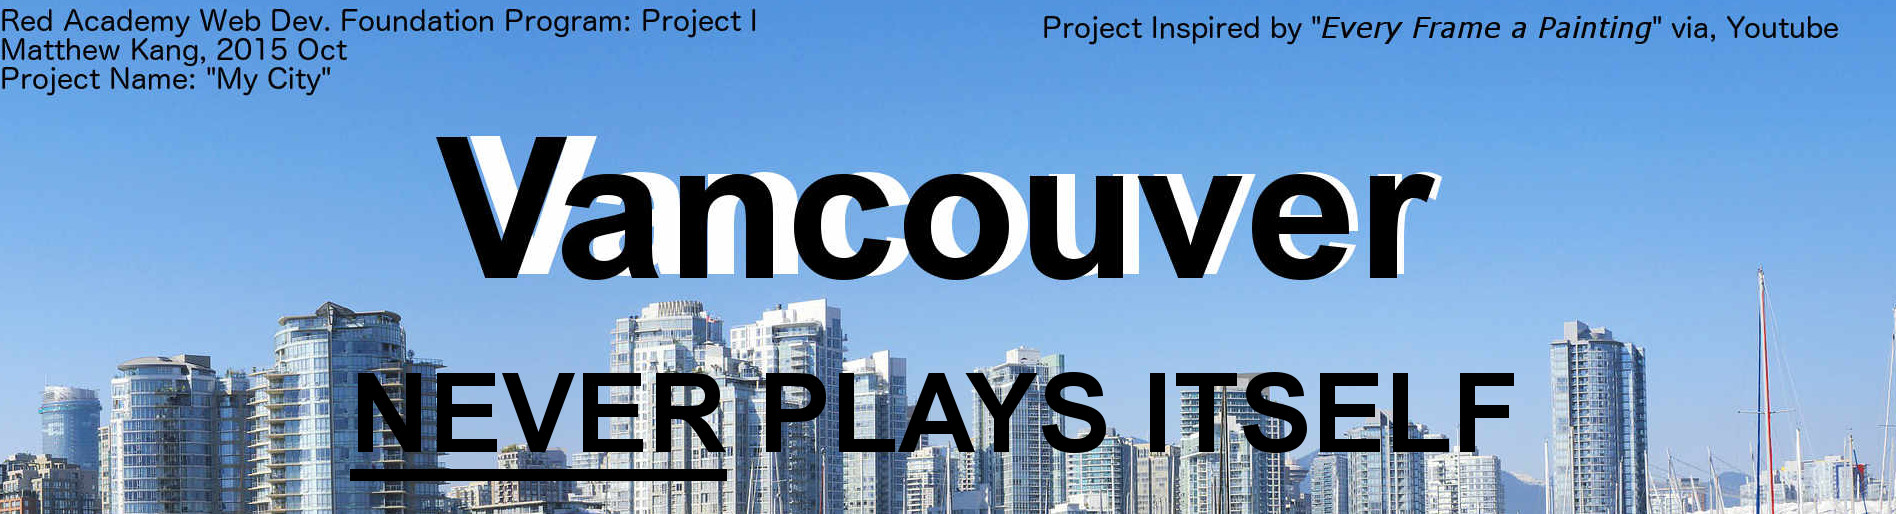 Red Academy Web Dev. Foundation Program: Project I
Matthew Kang, 2015 Oct
Project Name: "My City"
Project Inspired by "Every Frame a Painting" via, Youtube
Vancouver
NEVER PLAYS ITSELF